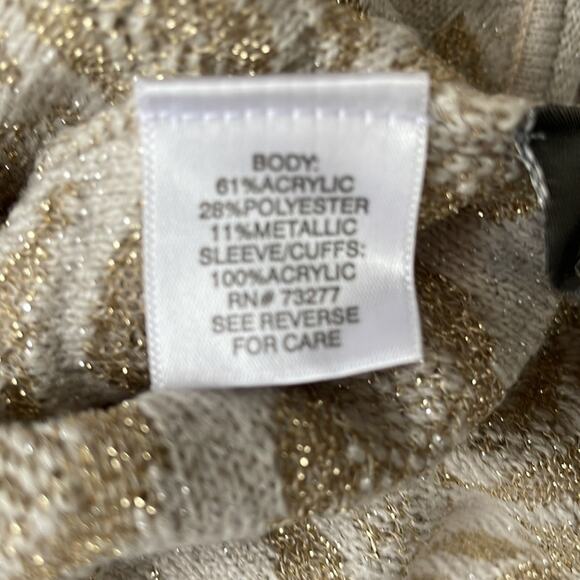 BODY:
61%ACRYLIC
28%POLYESTER
11%METALLIC
SLEEVE/CUFFS:
100%ACRYLIC
RN# 73277
SEE REVERSE
FOR CARE